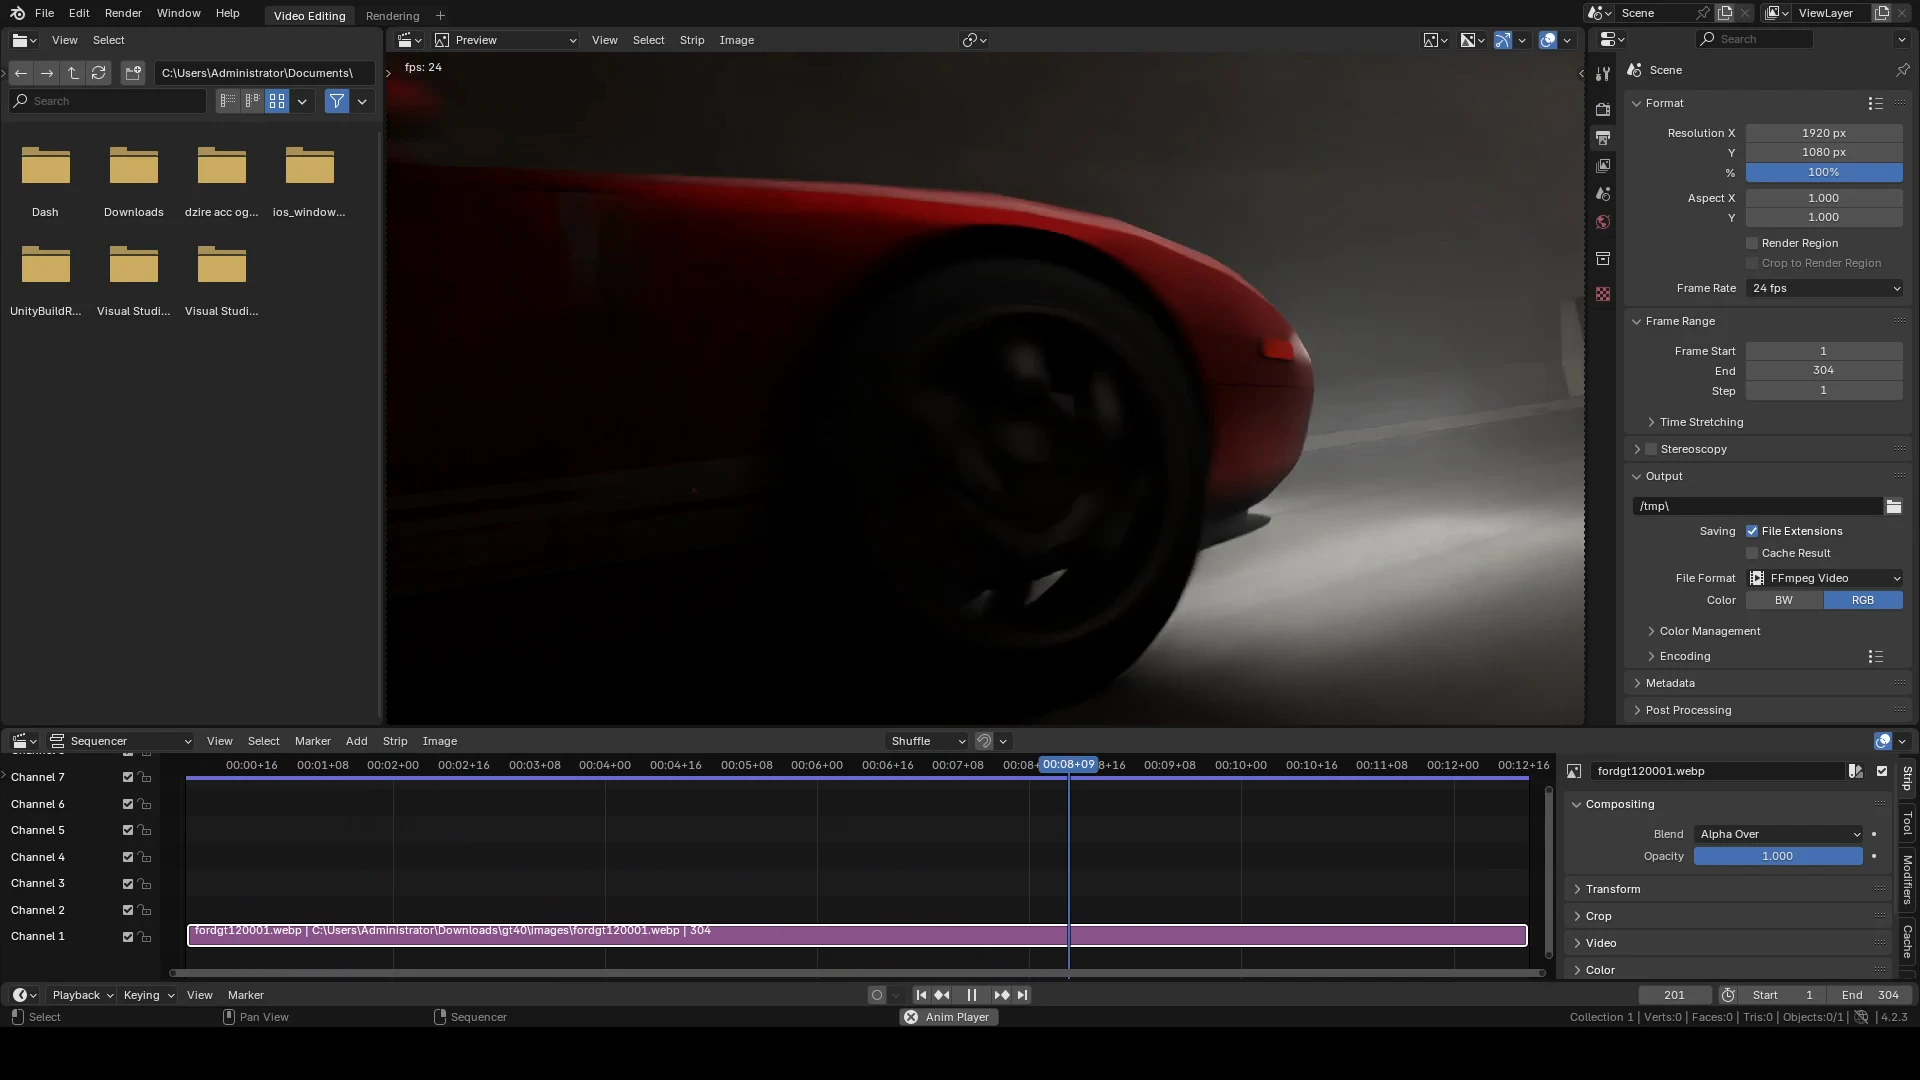 File Edit Render Window Help Video Editing Rendering + Scene ViewLayer
View Select Preview View Select Strip Image Search
fps: 24
C:\Users\Administrator\Documents\
Search
Dash Downloads dzire acc og... ios_window...
UnityBuildR... Visual Studi... Visual Studi...
Scene
Format
Resolution X 1920 px
Y 1080 px
% 100%
Aspect X 1.000
Y 1.000
Render Region
Crop to Render Region
Frame Rate 24 fps
Frame Range
Frame Start 1
End 304
Step 1
Time Stretching
Stereoscopy
Output
/tmp\
Saving File Extensions
Cache Result
File Format FFmpeg Video
Color BW RGB
Color Management
Encoding
Metadata
Post Processing
Sequencer View Select Marker Add Strip Image Shuffle
00:00+16 00:01+08 00:02+00 00:02+16 00:03+08 00:04+00 00:04+16 00:05+08 00:06+00 00:06+16 00:07+08 00:08+09 00:09+08 00:10+00 00:10+16 00:11+08 00:12+00 00:12+16
Channel 7
Channel 6
Channel 5
Channel 4
Channel 3
Channel 2
Channel 1
fordgt120001.webp | C:\Users\Administrator\Downloads\gt40\images\fordgt120001.webp | 304
fordgt120001.webp
Compositing
Blend Alpha Over
Opacity 1.000
Transform
Crop
Video
Color
Strip
Tool
Modifiers
Cache
Playback Keying View Marker 201 Start 1 End 304
Select Pan View Sequencer Anim Player Collection 1 | Verts:0 | Faces:0 | Tris:0 | Objects:0/1 | 4.2.3